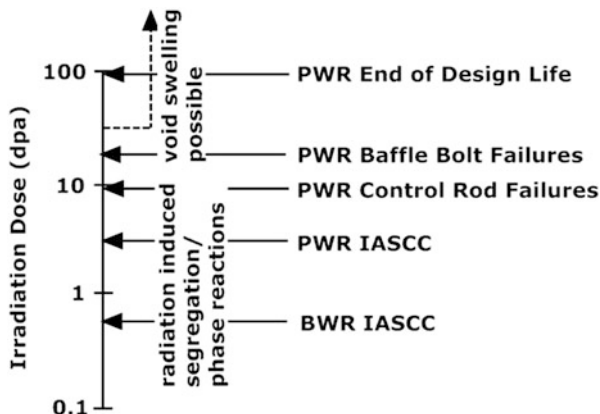 Irradiation Dose (dpa)
100
10
1
0.1
void swelling
possible
radiation induced
segregation/
phase reactions
PWR End of Design Life
PWR Baffle Bolt Failures
PWR Control Rod Failures
PWR IASCC
BWR IASCC